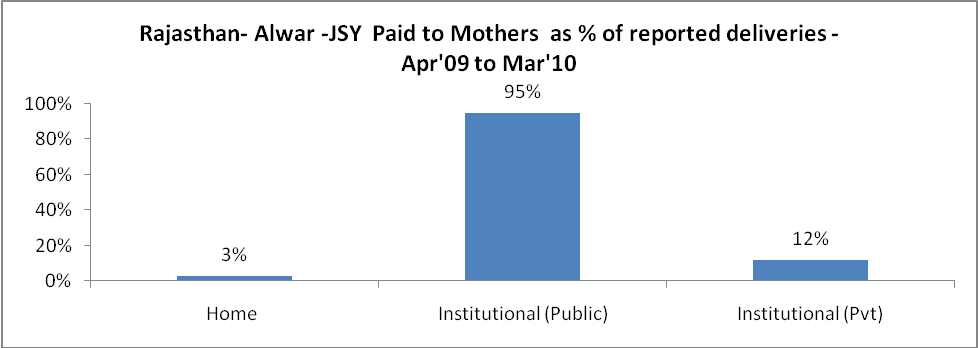 Rajasthan- Alwar -JSY Paid to Mothers as % of reported deliveries -
Apr'09 to Mar'10
95%
100%
80%
60%
40%
20%
0%
3%
12%
Home
Institutional (Public)
Institutional (Pvt)